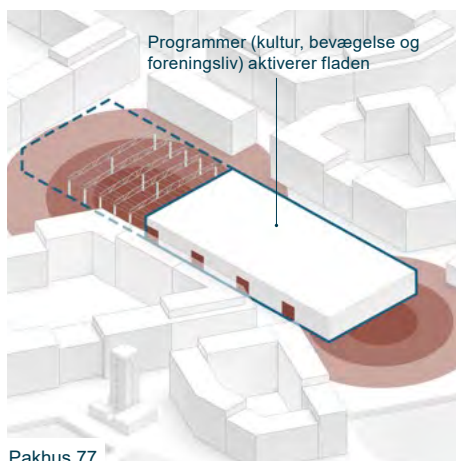 Programmer (kultur, bevægelse og
foreningsliv) aktiverer fladen
Pakhus 77